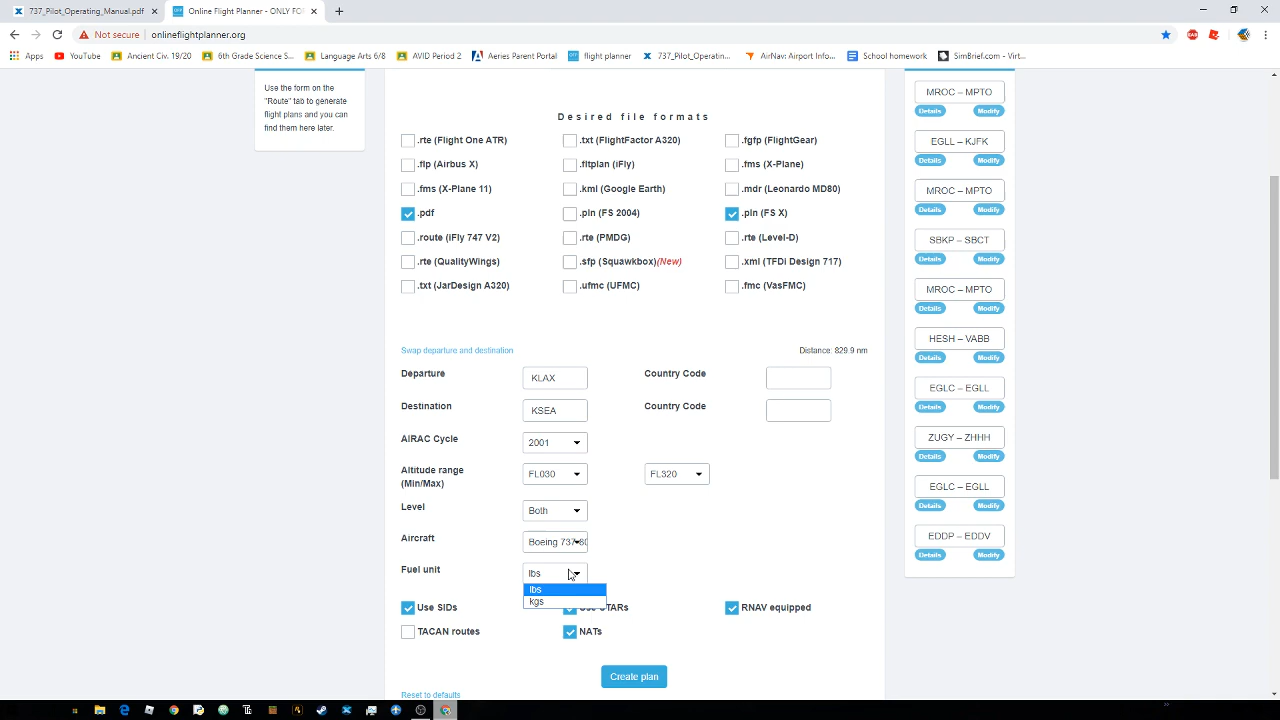 737_Pilot_Operating_Manual.pdf
Online Flight Planner - ONLY FO
Not secure
onlineflightplanner.org
Apps
YouTube
Ancient Civ. 19/20
6th Grade Science S...
Language Arts 6/8
AVID Period 2
Aeries Parent Portal
flight planner
737_Pilot_Operatin...
AirNav: Airport Info...
School homework
SimBrief.com - Virt...
Use the form on the
"Route" tab to generate
flight plans and you can
find them here later.
Desired file formats
.rte (Flight One ATR)
.txt (FlightFactor A320)
.fgfp (FlightGear)
.flp (Airbus X)
.fltplan (iFly)
.fms (X-Plane)
.fms (X-Plane 11)
.kml (Google Earth)
.mdr (Leonardo MD80)
.pdf
.pln (FS 2004)
.pln (FS X)
.route (iFly 747 V2)
.rte (PMDG)
.rte (Level-D)
.rte (QualityWings)
.sfp (Squawkbox)(New)
.xml (TFDi Design 717)
.txt (JarDesign A320)
.ufmc (UFMC)
.fmc (VasFMC)
Swap departure and destination
Distance: 829.9 nm
Departure
KLAX
Country Code
Destination
KSEA
Country Code
AIRAC Cycle
2001
Altitude range
(Min/Max)
FL030
FL320
Level
Both
Aircraft
Boeing 737-80
Fuel unit
lbs
lbs
kgs
Use SIDs
Use STARs
RNAV equipped
TACAN routes
NATs
Create plan
Reset to defaults
MROC – MPTO
Details
Modify
EGLL – KJFK
Details
Modify
MROC – MPTO
Details
Modify
SBKP – SBCT
Details
Modify
MROC – MPTO
Details
Modify
HESH – VABB
Details
Modify
EGLC – EGLL
Details
Modify
ZUGY – ZHHH
Details
Modify
EGLC – EGLL
Details
Modify
EDDP – EDDV
Details
Modify